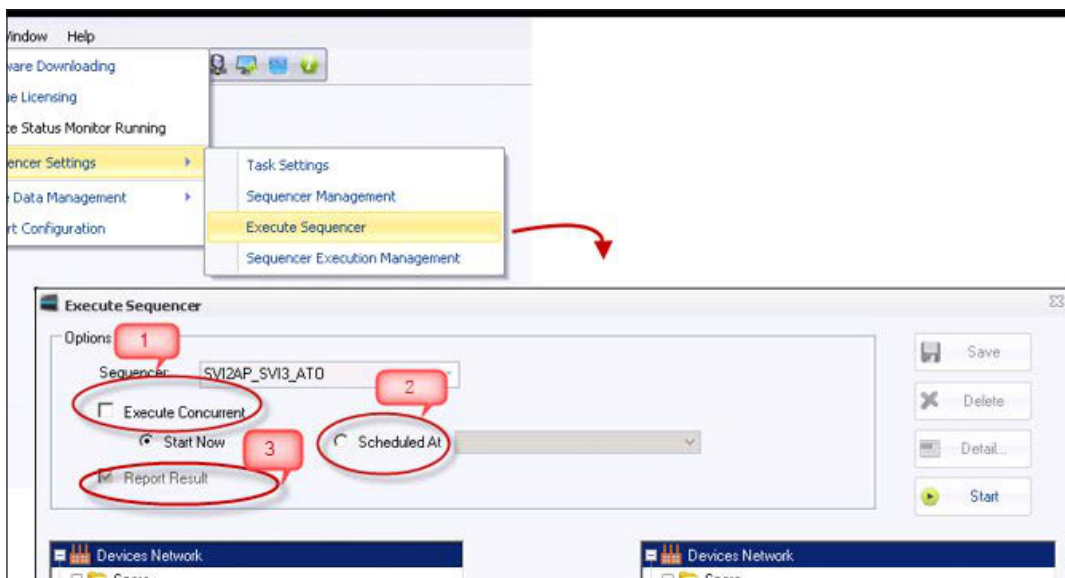 Window Help
ware Downloading
ue Licensing
te Status Monitor Running
encer Settings
Data Management
rt Configuration
Task Settings
Sequencer Management
Execute Sequencer
Sequencer Execution Management
Execute Sequencer
Options
1
Sequencer
SVI2AP_SVI3_ATO
2
Execute Concurrent
Start Now
3
Scheduled At
Report Result
Save
Delete
Detail...
Start
Devices Network
Devices Network